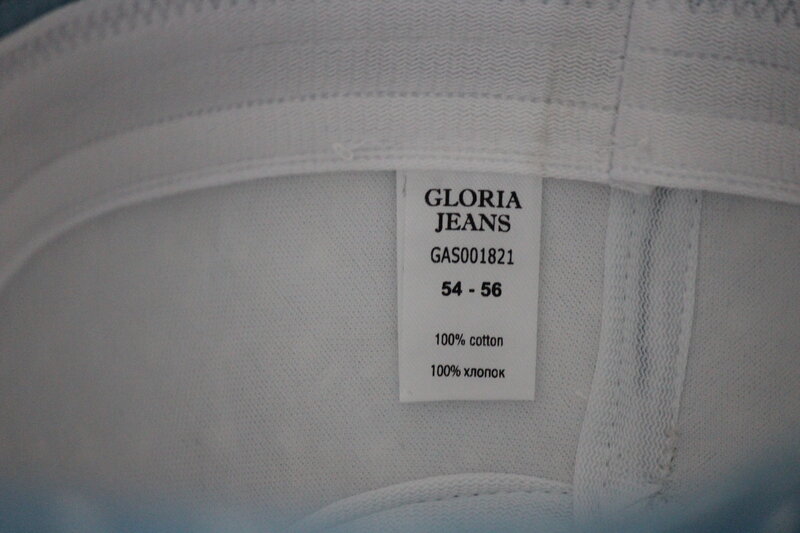 GLORIA
JEANS
GAS001821
54 - 56
100% cotton
100% хлопок